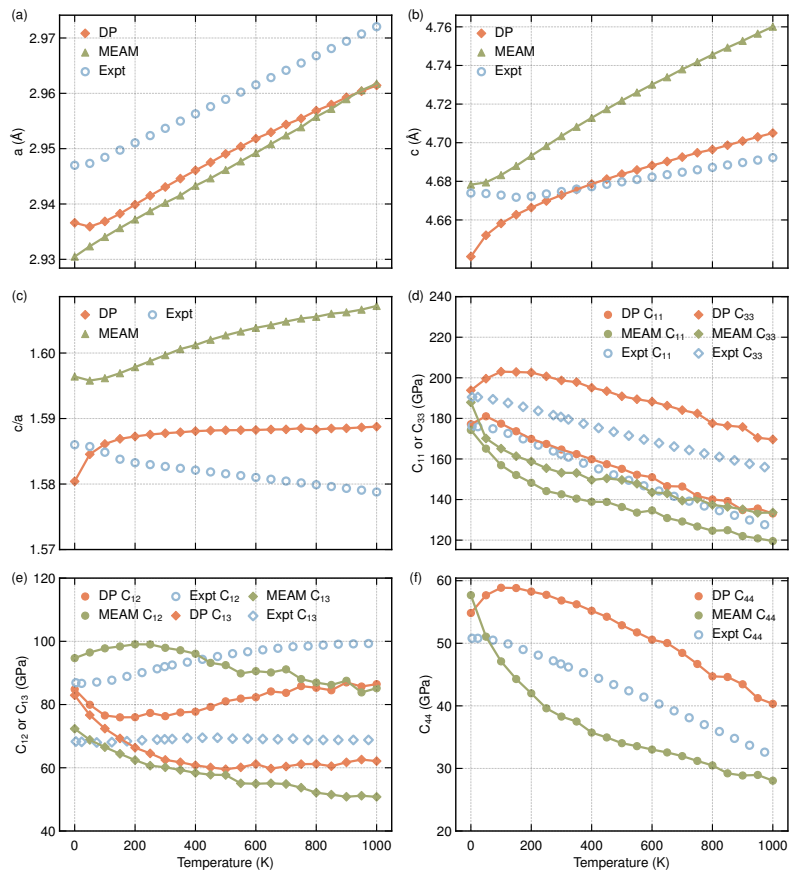 (a)
DP
MEAM
Expt
2.97
2.96
2.95
2.94
2.93
a (Å)
(b)
DP
MEAM
Expt
4.76
4.74
4.72
4.70
4.68
4.66
c (Å)
(c)
DP
Expt
MEAM
1.60
1.59
1.58
1.57
c/a
(d)
DP C₁₁
DP C₃₃
MEAM C₁₁
MEAM C₃₃
Expt C₁₁
Expt C₃₃
240
220
200
180
160
140
120
C₁₁ or C₃₃ (GPa)
(e)
DP C₁₂
Expt C₁₂
MEAM C₁₃
MEAM C₁₂
DP C₁₃
Expt C₁₃
120
100
80
60
40
C₁₂ or C₁₃ (GPa)
0
200
400
600
800
1000
Temperature (K)
(f)
DP C₄₄
MEAM C₄₄
Expt C₄₄
60
50
40
30
20
C₄₄ (GPa)
0
200
400
600
800
1000
Temperature (K)